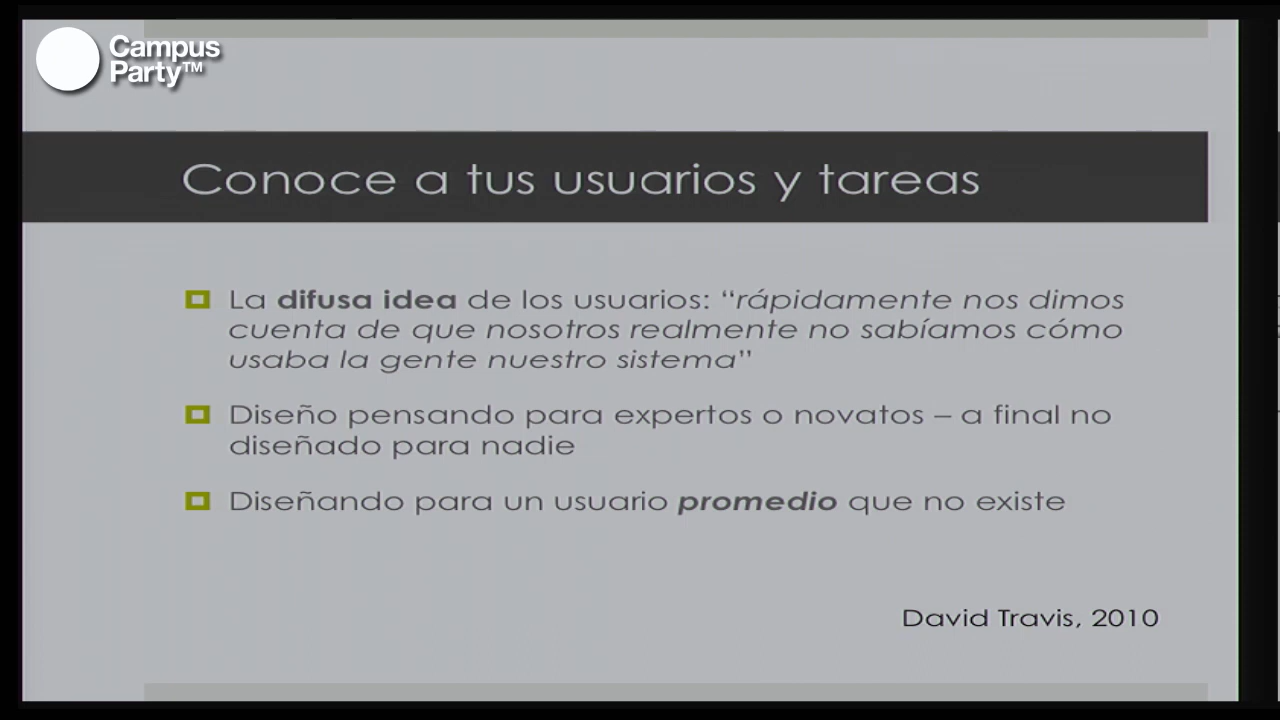 Campus
Party™
Conoce a tus usuarios y tareas
La difusa idea de los usuarios: “rápidamente nos dimos
cuenta de que nosotros realmente no sabíamos cómo
usaba la gente nuestro sistema”
Diseño pensando para expertos o novatos – a final no
diseñado para nadie
Diseñando para un usuario promedio que no existe
David Travis, 2010